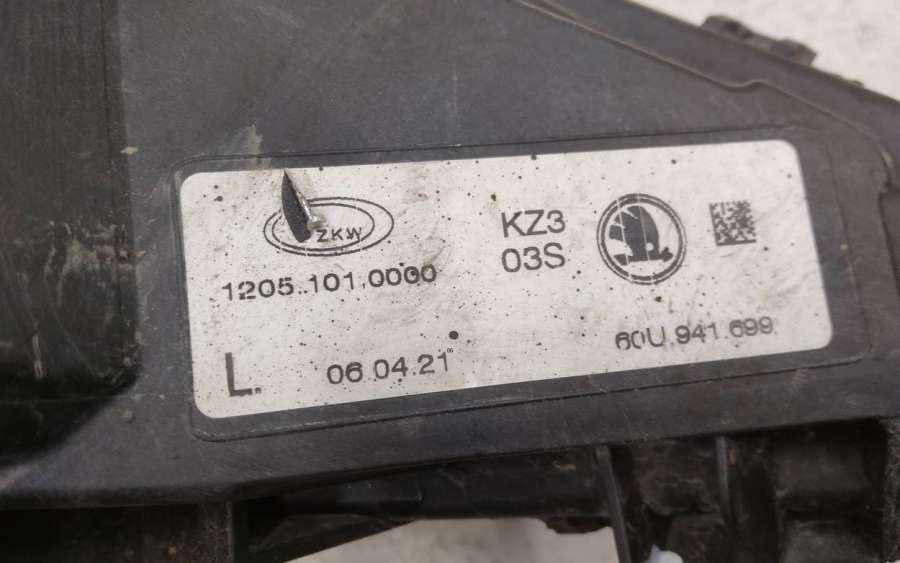 ZKW
KZ3
03S
1205.101.0000
L.
06.04.21
60U 941 699